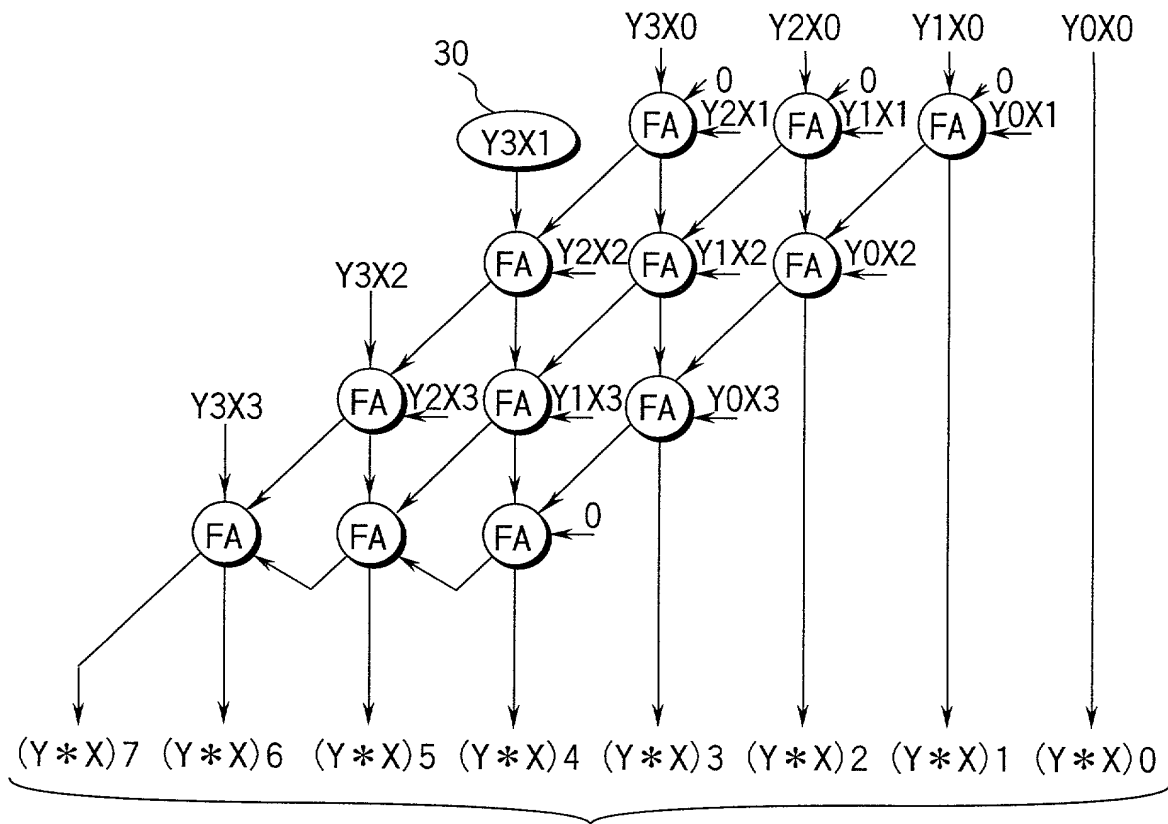 Y3X0 Y2X0 Y1X0 Y0X0
30
0 0 0
FA Y2X1 FA Y1X1 FA Y0X1
Y3X1
FA Y2X2 FA Y1X2 FA Y0X2
Y3X2
FA Y2X3 FA Y1X3 FA Y0X3
Y3X3
0
FA FA FA
(Y*X)7 (Y*X)6 (Y*X)5 (Y*X)4 (Y*X)3 (Y*X)2 (Y*X)1 (Y*X)0